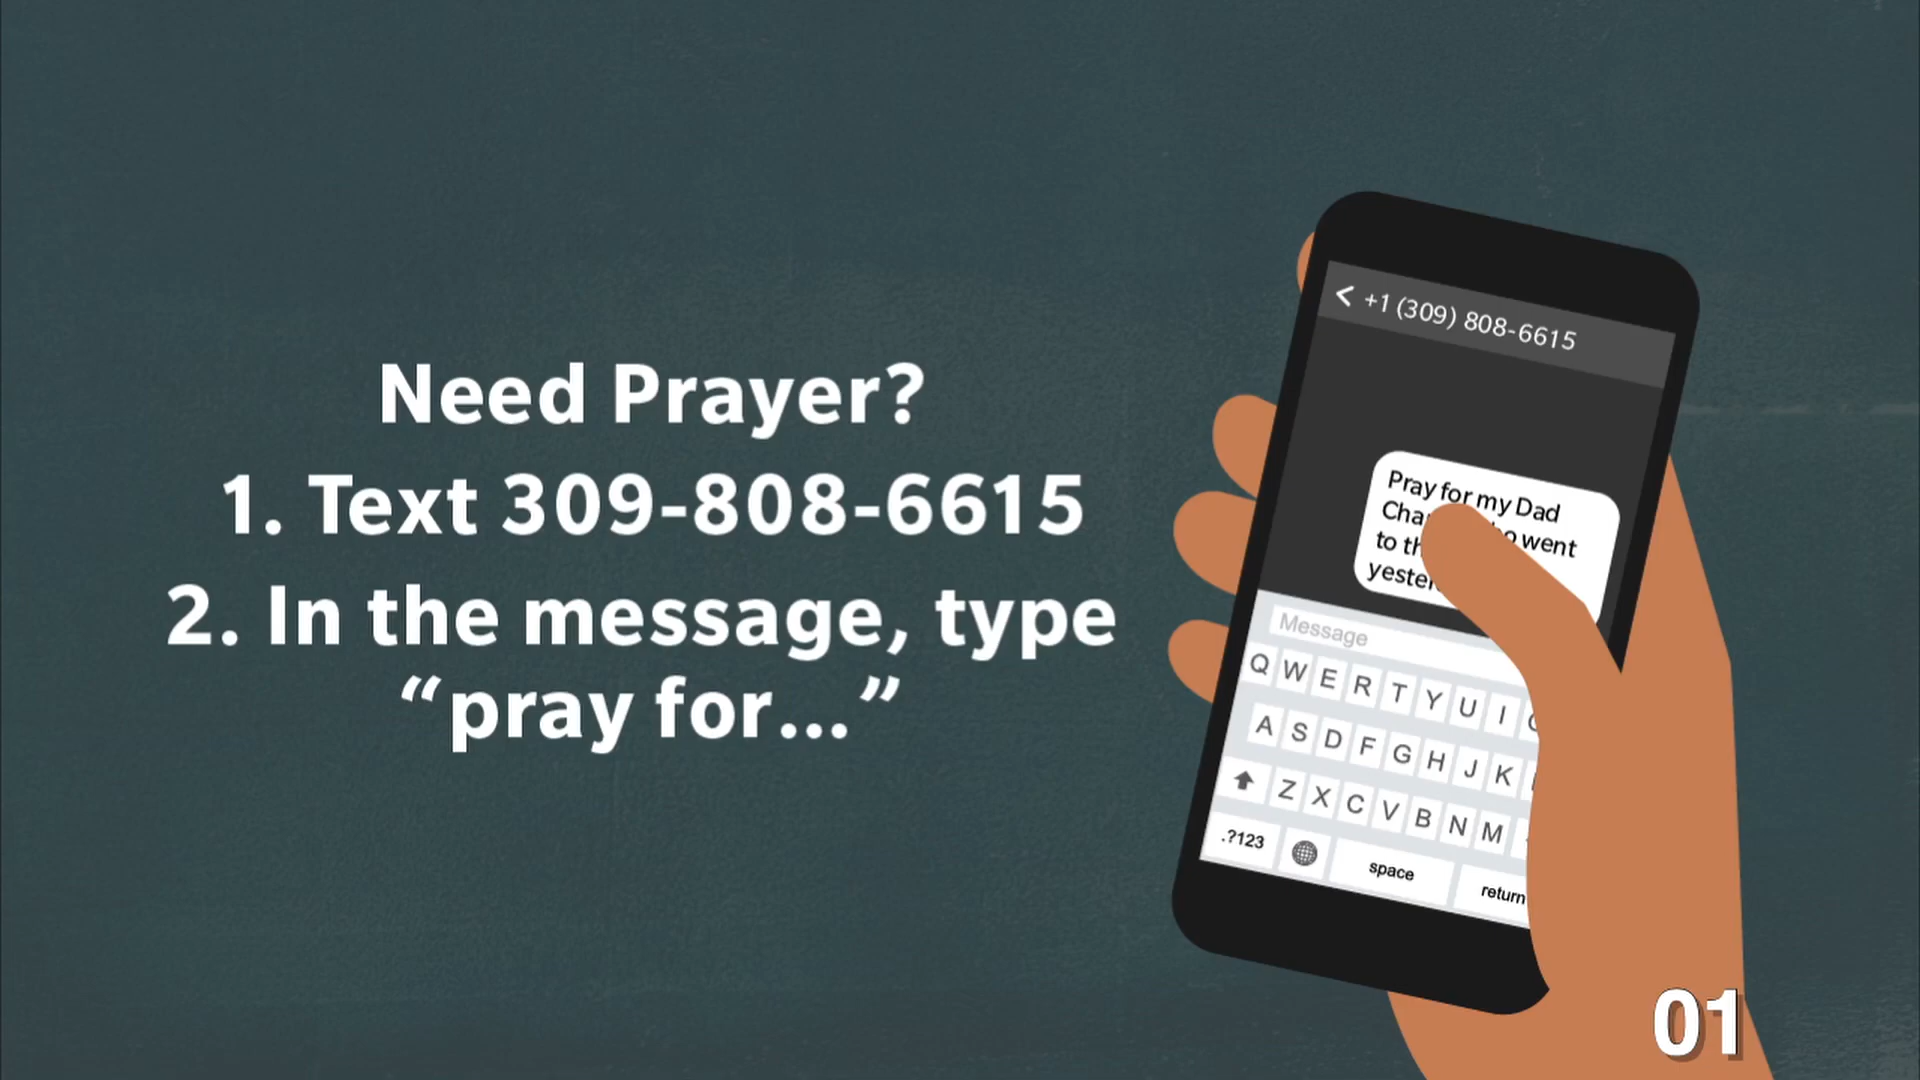 Need Prayer?
1. Text 309-808-6615
2. In the message, type
“pray for...”
< +1 (309) 808-6615
Pray for my Dad
went
to
Message
Q W E R T Y U I
A S D F G H J K
Z X C V B N M
.?123 space return
01